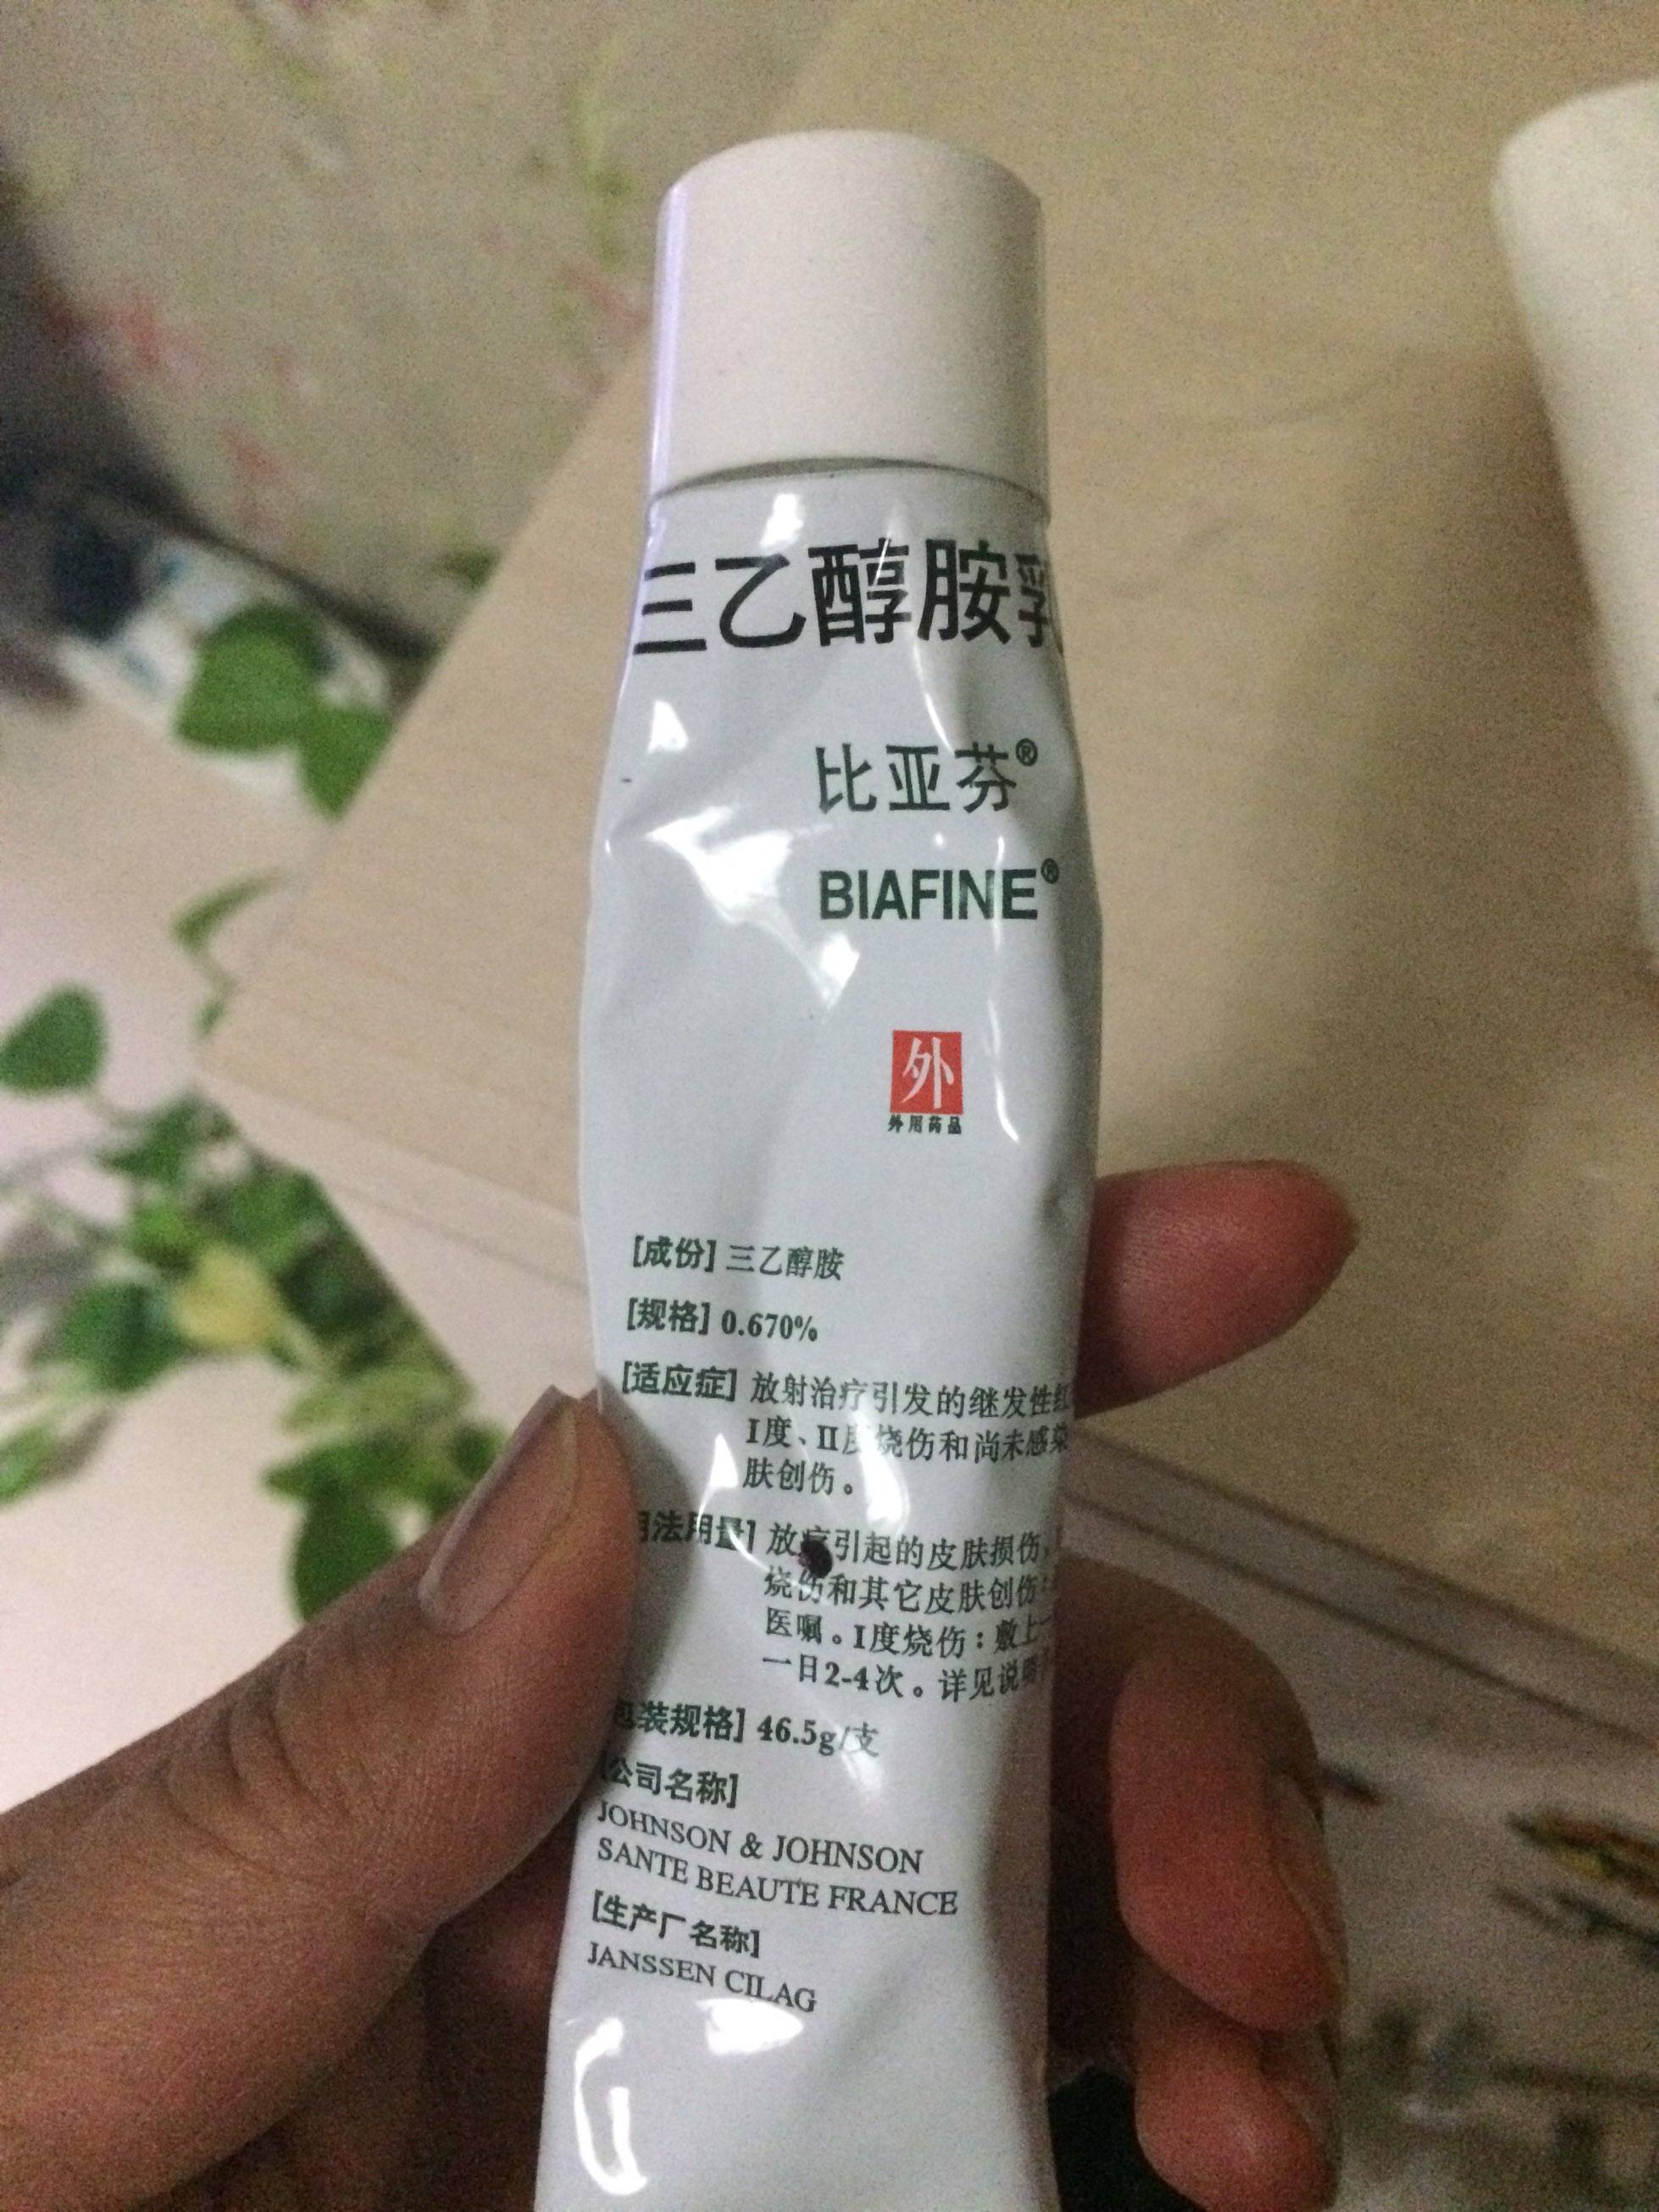 三乙醇胺乳
比亚芬®
BIAFINE®
外
外用药品
[成份] 三乙醇胺
[规格] 0.670%
[适应症] 放射治疗引发的继发性红
I度、II度烧伤和尚未感染
肤创伤。
用法用量] 放疗引起的皮肤损伤,
烧伤和其它皮肤创伤:
医嘱。I度烧伤:敷上一
一日2-4次。详见说明
包装规格] 46.5g/支
[公司名称]
JOHNSON & JOHNSON
SANTE BEAUTE FRANCE
[生产厂名称]
JANSSEN CILAG